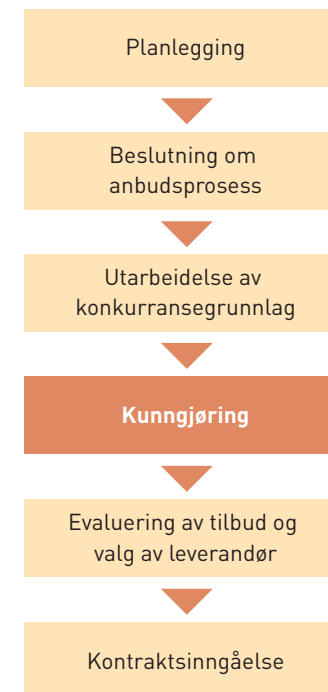 Planlegging
Beslutning om
anbudsprosess
Utarbeidelse av
konkurransegrunnlag
Kunngjøring
Evaluering av tilbud og
valg av leverandør
Kontraktsinngåelse